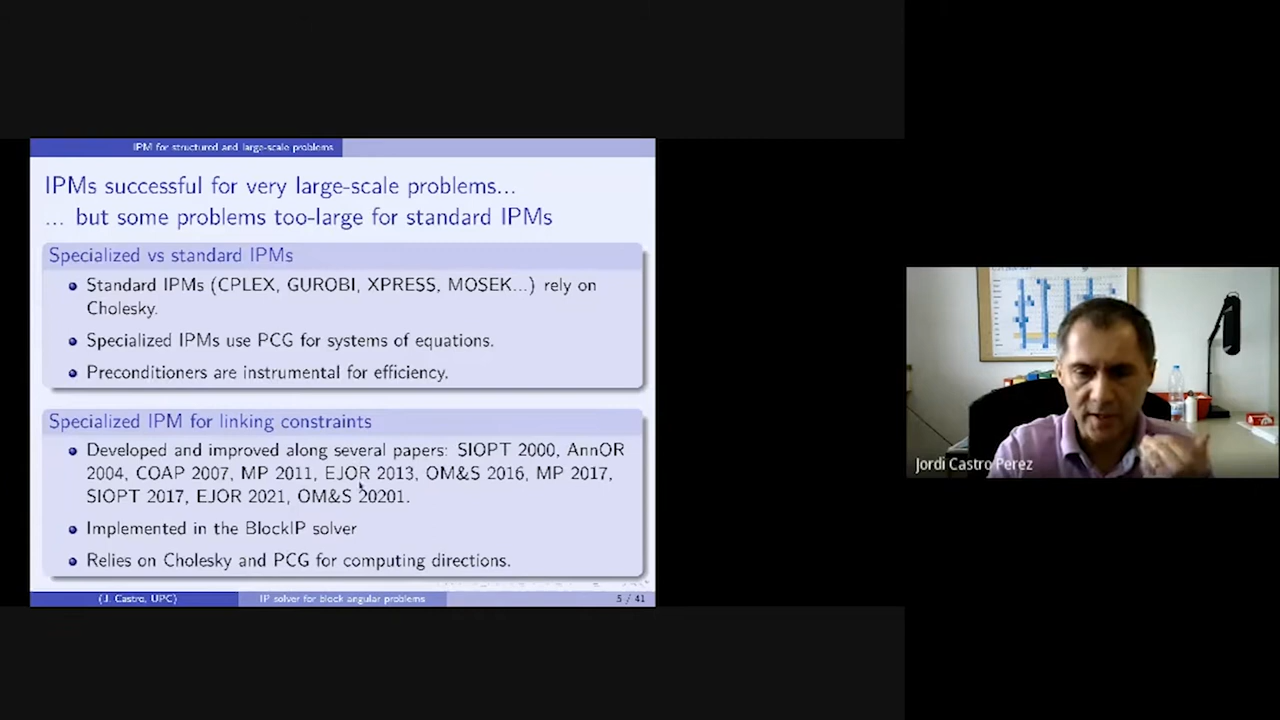 IPM for structured and large-scale problems
IPMs successful for very large-scale problems...
... but some problems too-large for standard IPMs
Specialized vs standard IPMs
Standard IPMs (CPLEX, GUROBI, XPRESS, MOSEK...) rely on
Cholesky.
Specialized IPMs use PCG for systems of equations.
Preconditioners are instrumental for efficiency.
Specialized IPM for linking constraints
Developed and improved along several papers: SIOPT 2000, AnnOR
2004, COAP 2007, MP 2011, EJOR 2013, OM&S 2016, MP 2017,
SIOPT 2017, EJOR 2021, OM&S 20201.
Implemented in the BlockIP solver
Relies on Cholesky and PCG for computing directions.
(J. Castro, UPC) IP solver for block angular problems 5 / 41
Jordi Castro Perez